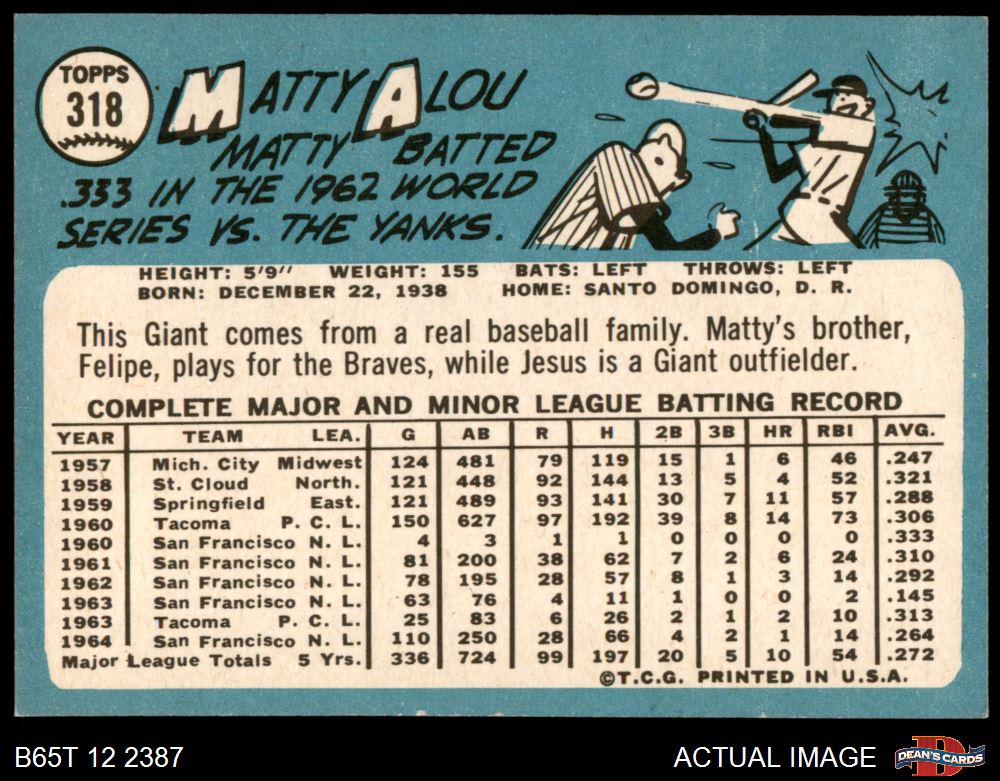 TOPPS
318
MATTY ALOU
MATTY BATTED
.333 IN THE 1962 WORLD
SERIES VS. THE YANKS.
HEIGHT: 5'9" WEIGHT: 155 BATS: LEFT THROWS: LEFT
BORN: DECEMBER 22, 1938 HOME: SANTO DOMINGO, D. R.
This Giant comes from a real baseball family. Matty's brother,
Felipe, plays for the Braves, while Jesus is a Giant outfielder.
COMPLETE MAJOR AND MINOR LEAGUE BATTING RECORD
YEAR TEAM LEA. G AB R H 2B 3B HR RBI AVG.
1957 Mich. City Midwest 124 481 79 119 15 1 6 46 .247
1958 St. Cloud North. 121 448 92 144 13 5 4 52 .321
1959 Springfield East. 121 489 93 141 30 7 11 57 .288
1960 Tacoma P. C. L. 150 627 97 192 39 8 14 73 .306
1960 San Francisco N. L. 4 3 1 1 0 0 0 0 .333
1961 San Francisco N. L. 81 200 38 62 7 2 6 24 .310
1962 San Francisco N. L. 78 195 28 57 8 1 3 14 .292
1963 San Francisco N. L. 63 76 4 11 1 0 0 2 .145
1963 Tacoma P. C. L. 25 83 6 26 2 1 2 10 .313
1964 San Francisco N. L. 110 250 28 66 4 2 1 14 .264
Major League Totals 5 Yrs. 336 724 99 197 20 5 10 54 .272
©T.C.G. PRINTED IN U.S.A.
B65T 12 2387
ACTUAL IMAGE
D
DEAN'S CARDS